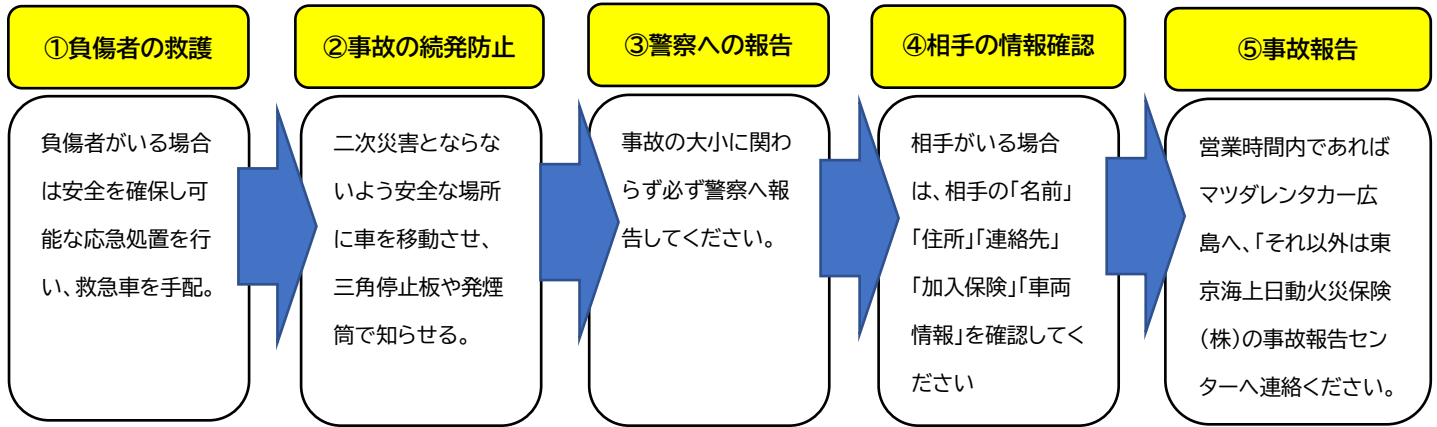 ①負傷者の救護
負傷者がいる場合
は安全を確保し可
能な応急処置を行
い、救急車を手配。
②事故の続発防止
二次災害とならな
いよう安全な場所
に車を移動させ、
三角停止板や発煙
筒で知らせる。
③警察への報告
事故の大小に関わ
らず必ず警察へ報
告してください。
④相手の情報確認
相手がいる場合
は、相手の「名前」
「住所」「連絡先」
「加入保険」「車両
情報」を確認してく
ださい
⑤事故報告
営業時間内であれば
マツダレンタカー広
島へ、「それ以外は東
京海上日動火災保険
(株)の事故報告セン
ターへ連絡ください。